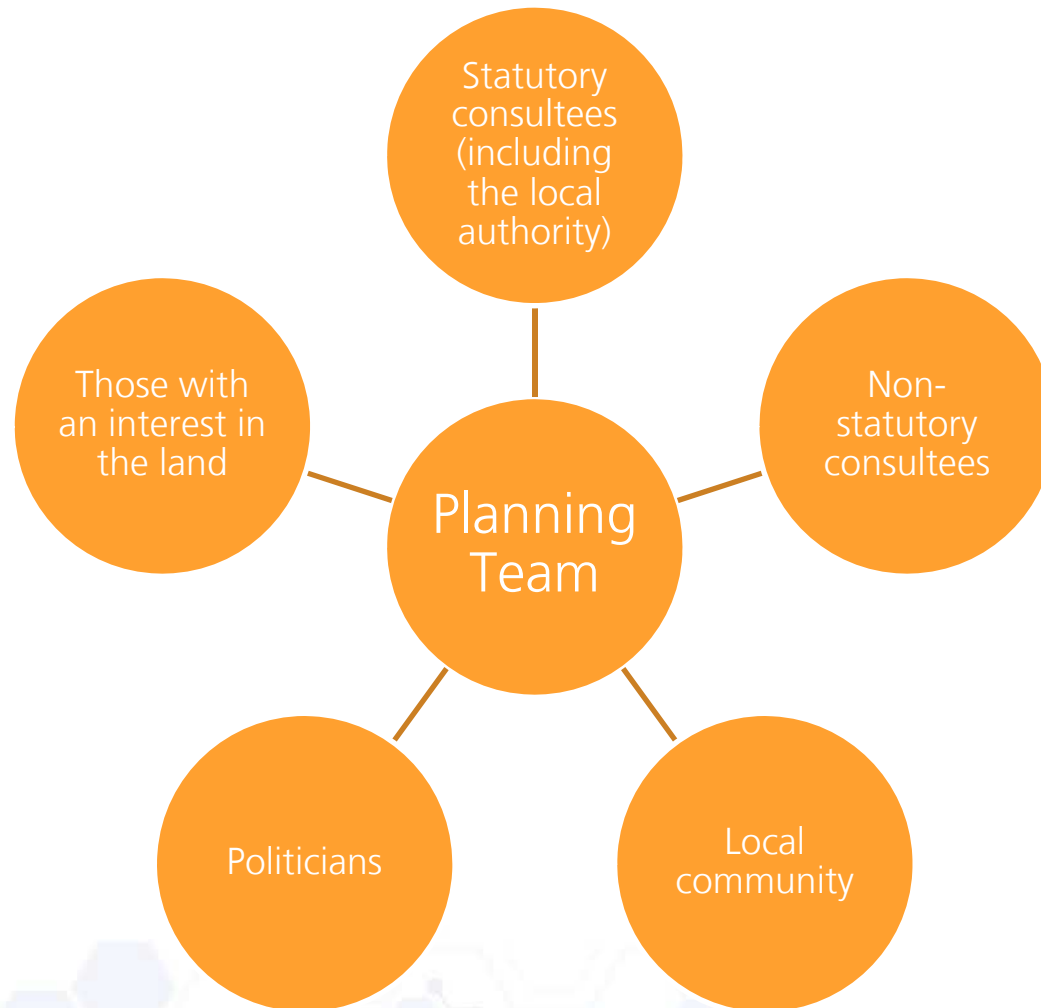 Statutory
consultees
(including
the local
authority)
Those with
an interest in
the land
Non-
statutory
consultees
Planning
Team
Politicians
Local
community